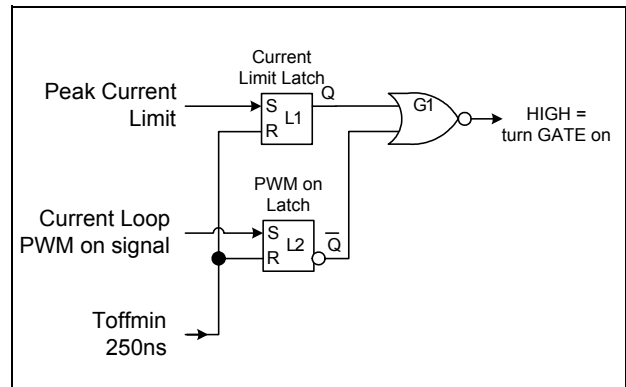 Current
Limit Latch
Peak Current
Limit
S
R
L1
Q
G1
HIGH =
turn GATE on
PWM on
Latch
Current Loop
PWM on signal
S
R
L2
Q̅
Toffmin
250ns